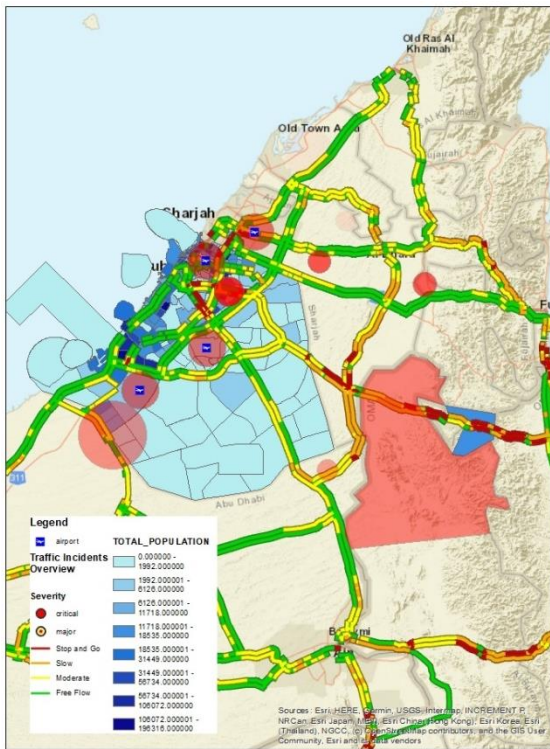 Old Ras Al
Khaimah
Old Town
Sharjah
Sharjah
Fujairah
Abu Dhabi
311
Legend
airport
Traffic Incidents
Overview
Severity
critical
major
Stop and Go
Slow
Moderate
Free Flow
TOTAL_POPULATION
0.000000 -
1992.000000
1992.000001 -
6126.000000
6126.000001 -
11718.000000
11718.000001 -
18535.000000
18535.000001 -
31449.000000
31449.000001 -
56734.000000
56734.000001 -
106072.000000
106072.000001 -
196316.000000
Sources: Esri, HERE, Garmin, USGS, Intermap, INCREMENT P,
NRCan, Esri Japan, METI, Esri China (Hong Kong), Esri Korea, Esri
(Thailand), NGCC, (c) OpenStreetMap contributors, and the GIS User
Community, Esri and vendors